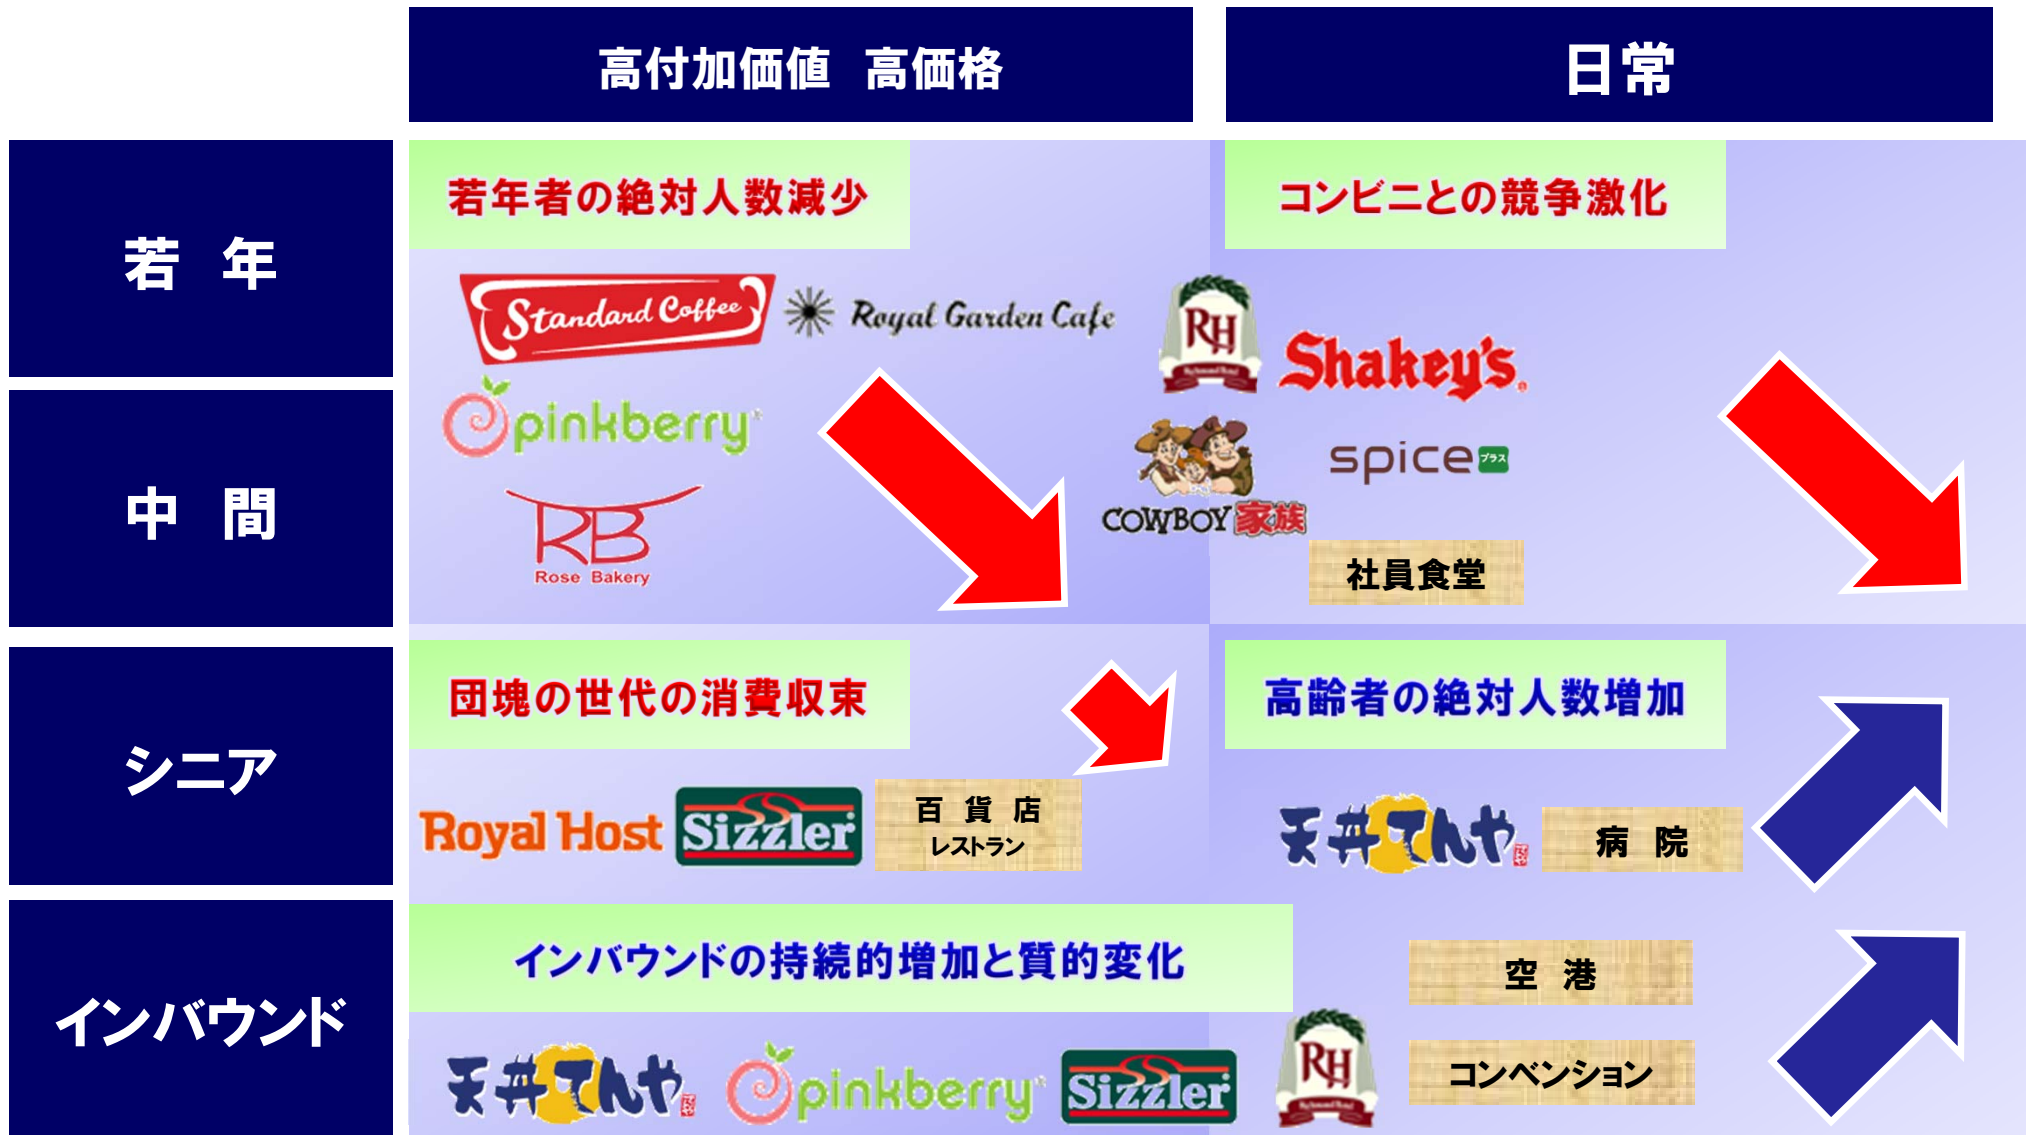 高付加価値　高価格
日常
若　年
若年者の絶対人数減少
コンビニとの競争激化
Standard Coffee
Royal Garden Cafe
RH
Richmond Hotel
Shakey's®
pinkberry®
spice プラス
COWBOY家族
中　間
RB
Rose Bakery
社員食堂
シニア
団塊の世代の消費収束
高齢者の絶対人数増加
Royal Host
Sizzler
百　貨　店
レストラン
天丼てんや
病　院
インバウンド
インバウンドの持続的増加と質的変化
空　港
天丼てんや
pinkberry®
Sizzler
RH
Richmond Hotel
コンベンション